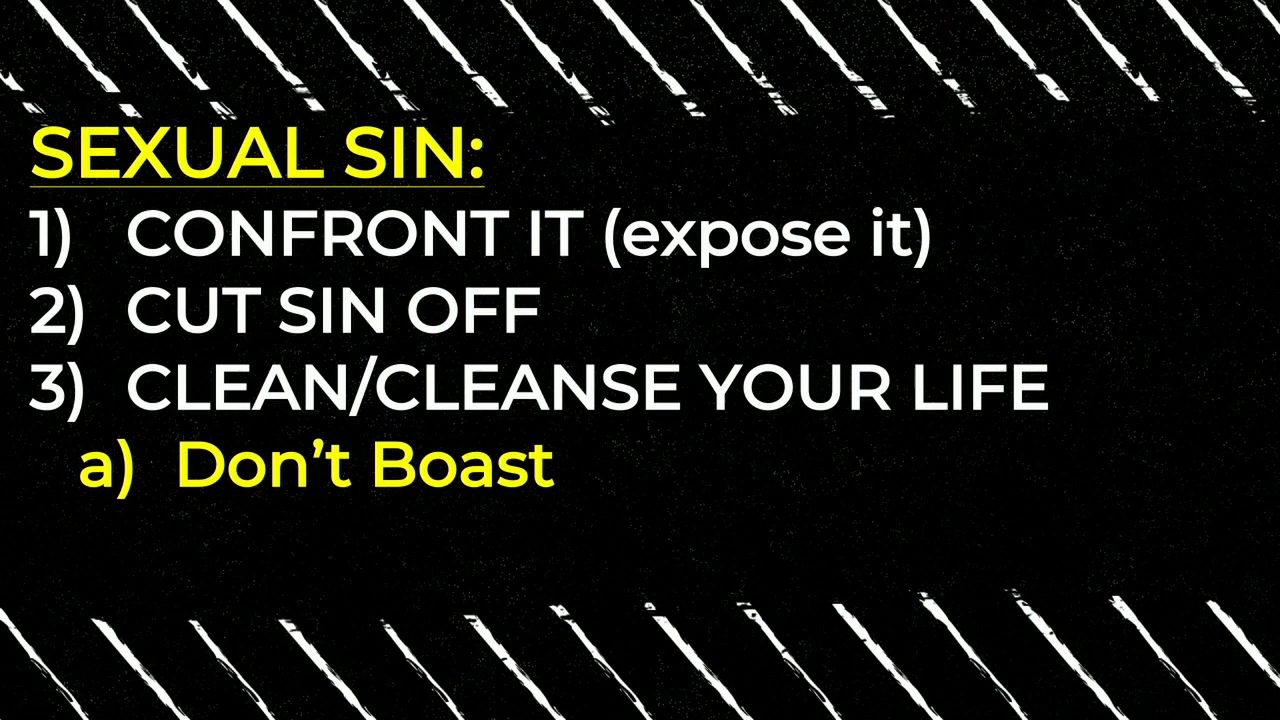 SEXUAL SIN:
1) CONFRONT IT (expose it)
2) CUT SIN OFF
3) CLEAN/CLEANSE YOUR LIFE
a) Don’t Boast